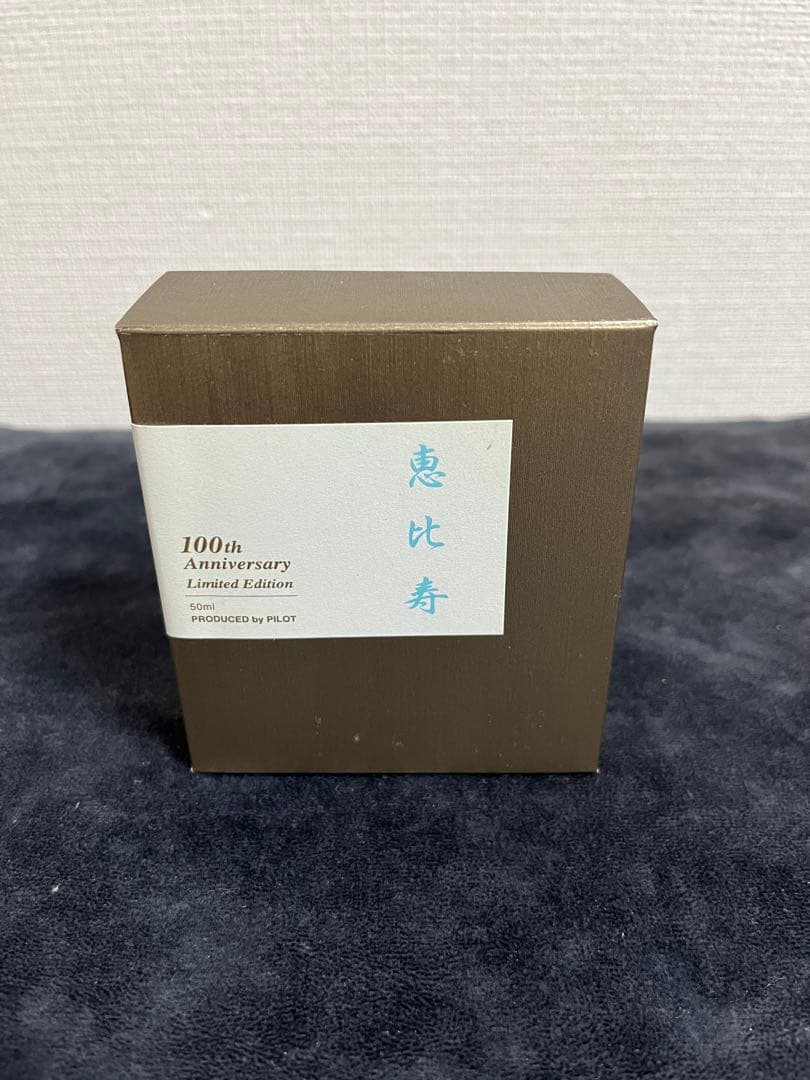 恵比寿
100th
Anniversary
Limited Edition
50ml
PRODUCED by PILOT